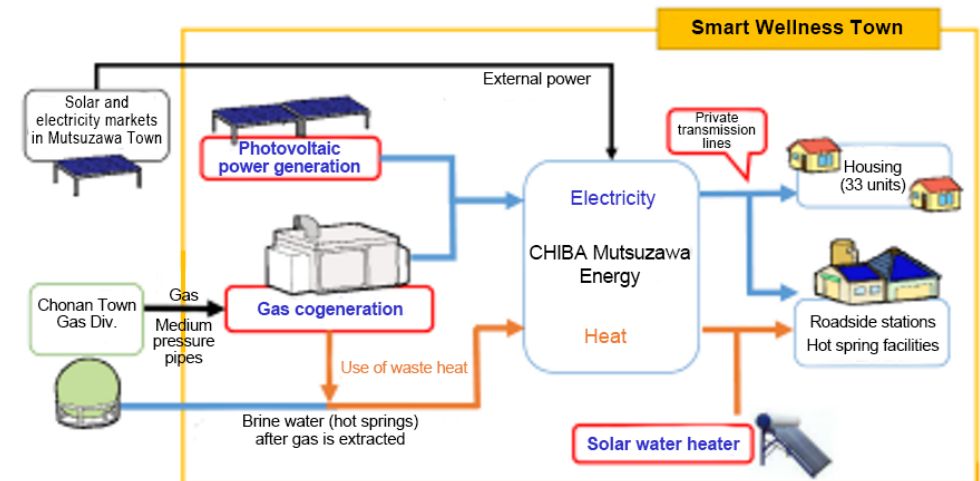 Smart Wellness Town
External power
Solar and
electricity markets
in Mutsuzawa Town
Private
transmission
lines
Photovoltaic
power generation
Housing
(33 units)
Electricity
CHIBA Mutsuzawa
Energy
Heat
Chonan Town
Gas Div.
Gas
Medium
pressure
pipes
Gas cogeneration
Roadside stations
Hot spring facilities
Use of waste heat
Brine water (hot springs)
after gas is extracted
Solar water heater